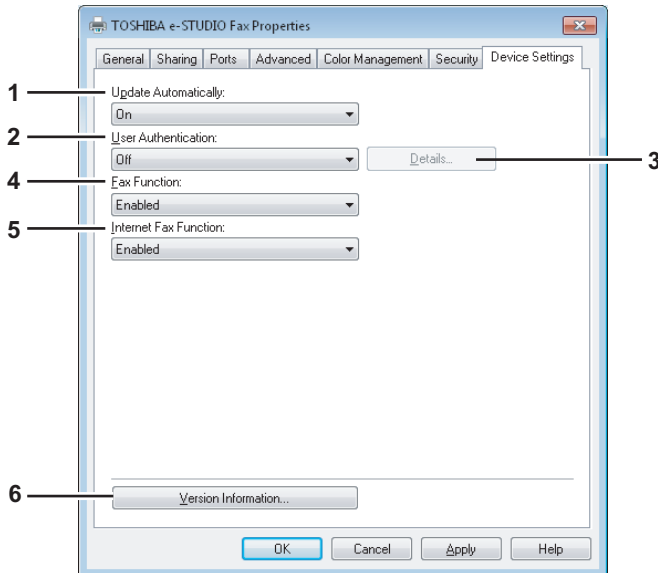 TOSHIBA e-STUDIO Fax Properties
General Sharing Ports Advanced Color Management Security Device Settings
1 Update Automatically:
On
2 User Authentication:
Off Details... 3
4 Fax Function:
Enabled
5 Internet Fax Function:
Enabled
6 Version Information...
OK Cancel Apply Help